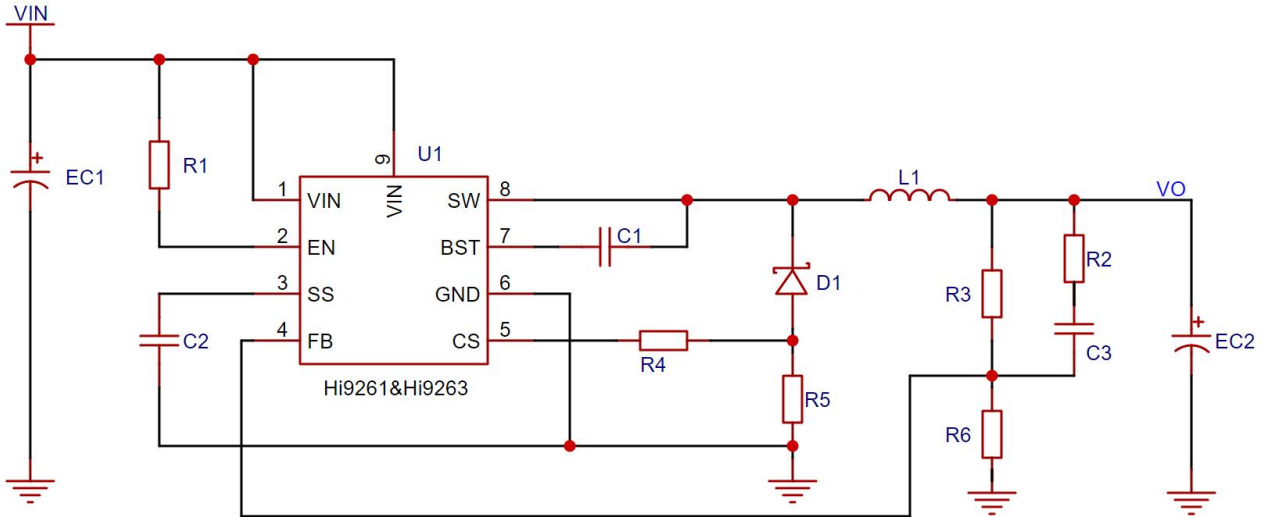 VIN
EC1
R1
U1
9
VIN
1
VIN
2
EN
3
SS
4
FB
SW
8
BST
7
GND
6
CS
5
Hi9261&Hi9263
C2
C1
L1
VO
D1
R4
R5
R3
R2
C3
R6
EC2
+
+